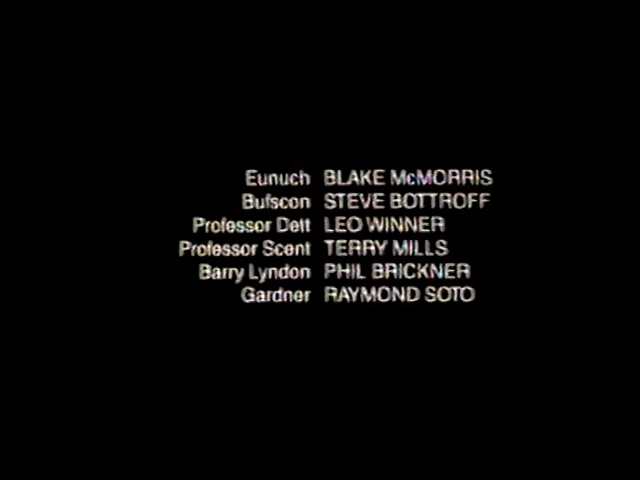 Eunuch BLAKE McMORRIS
Bufscon STEVE BOTTROFF
Professor Dett LEO WINNER
Professor Scent TERRY MILLS
Barry Lyndon PHIL BRICKNER
Gardner RAYMOND SOTO